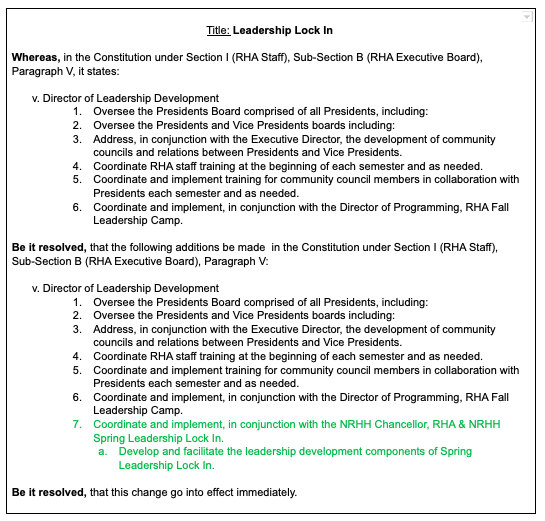 Title: Leadership Lock In
Whereas, in the Constitution under Section I (RHA Staff), Sub-Section B (RHA Executive Board),
Paragraph V, it states:
v. Director of Leadership Development
1. Oversee the Presidents Board comprised of all Presidents, including:
2. Oversee the Presidents and Vice Presidents boards including:
3. Address, in conjunction with the Executive Director, the development of community
councils and relations between Presidents and Vice Presidents.
4. Coordinate RHA staff training at the beginning of each semester and as needed.
5. Coordinate and implement training for community council members in collaboration with
Presidents each semester and as needed.
6. Coordinate and implement, in conjunction with the Director of Programming, RHA Fall
Leadership Camp.
Be it resolved, that the following additions be made in the Constitution under Section I (RHA Staff),
Sub-Section B (RHA Executive Board), Paragraph V:
v. Director of Leadership Development
1. Oversee the Presidents Board comprised of all Presidents, including:
2. Oversee the Presidents and Vice Presidents boards including:
3. Address, in conjunction with the Executive Director, the development of community
councils and relations between Presidents and Vice Presidents.
4. Coordinate RHA staff training at the beginning of each semester and as needed.
5. Coordinate and implement training for community council members in collaboration with
Presidents each semester and as needed.
6. Coordinate and implement, in conjunction with the Director of Programming, RHA Fall
Leadership Camp.
7. Coordinate and implement, in conjunction with the NRHH Chancellor, RHA & NRHH
Spring Leadership Lock In.
a. Develop and facilitate the leadership development components of Spring
Leadership Lock In.
Be it resolved, that this change go into effect immediately.